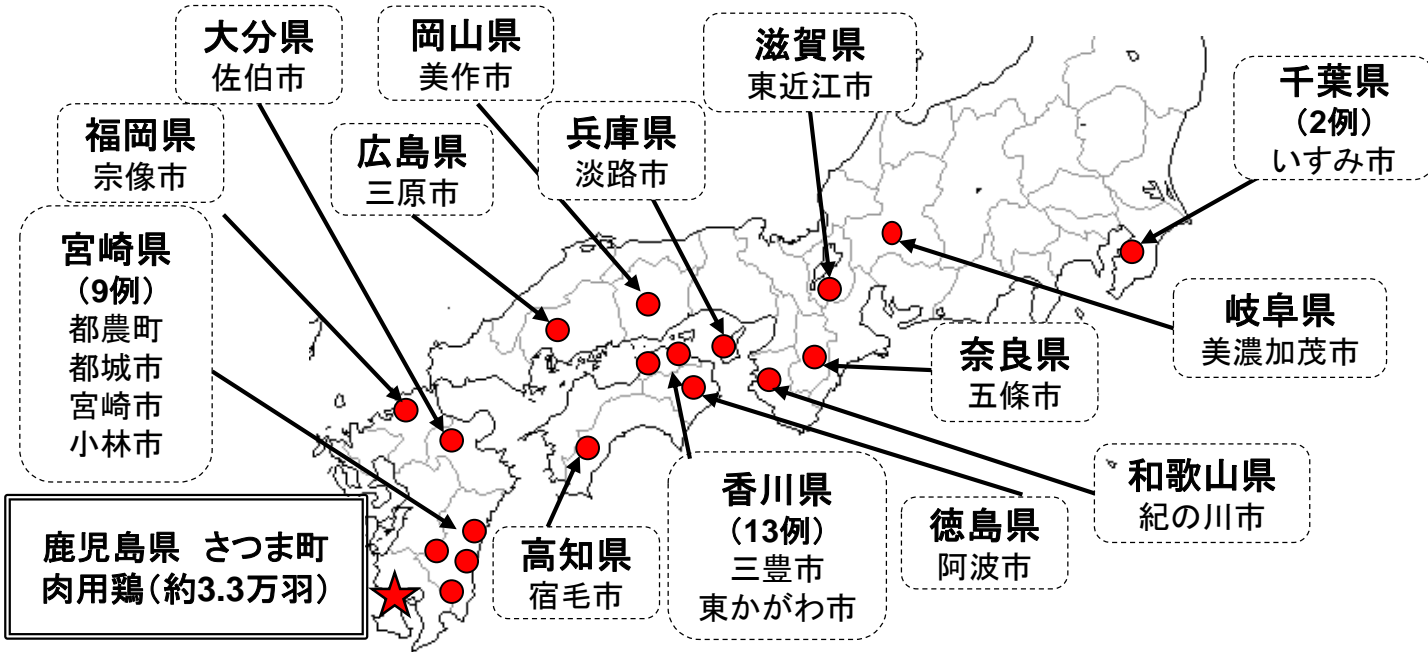 大分県
佐伯市
岡山県
美作市
滋賀県
東近江市
千葉県
(2例)
いすみ市
福岡県
宗像市
広島県
三原市
兵庫県
淡路市
宮崎県
(9例)
都農町
都城市
宮崎市
小林市
岐阜県
美濃加茂市
奈良県
五條市
和歌山県
紀の川市
徳島県
阿波市
香川県
(13例)
三豊市
東かがわ市
高知県
宿毛市
鹿児島県　さつま町
肉用鶏(約3.3万羽)